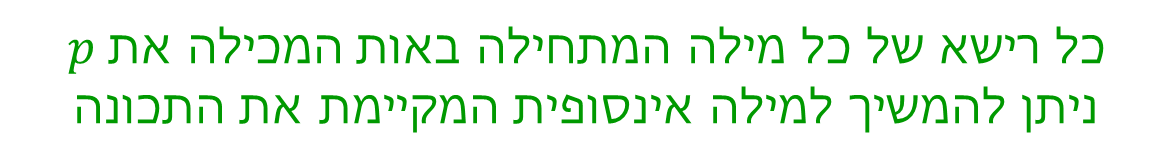 כל רישא של כל מילה המתחילה באות המכילה את p
ניתן להמשיך למילה אינסופית המקיימת את התכונה